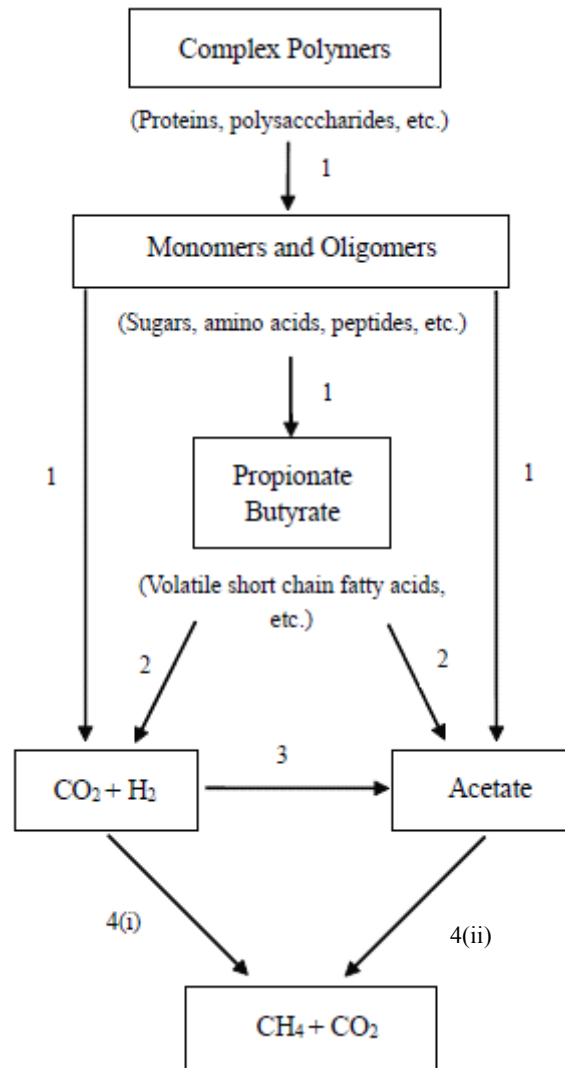 Complex Polymers
(Proteins, polysacccharides, etc.)
1
Monomers and Oligomers
(Sugars, amino acids, peptides, etc.)
1
1
1
Propionate
Butyrate
(Volatile short chain fatty acids,
etc.)
2
2
3
CO₂ + H₂
Acetate
4(i)
4(ii)
CH₄ + CO₂